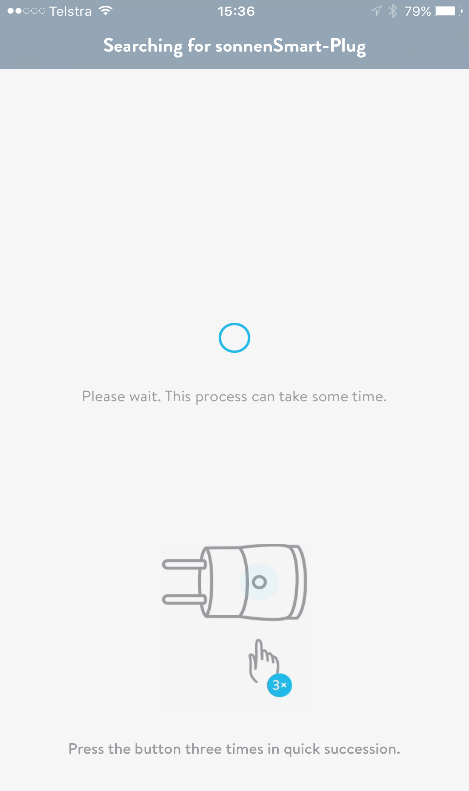 Telstra 15:36 79%
Searching for sonnenSmart-Plug
Please wait. This process can take some time.
3×
Press the button three times in quick succession.